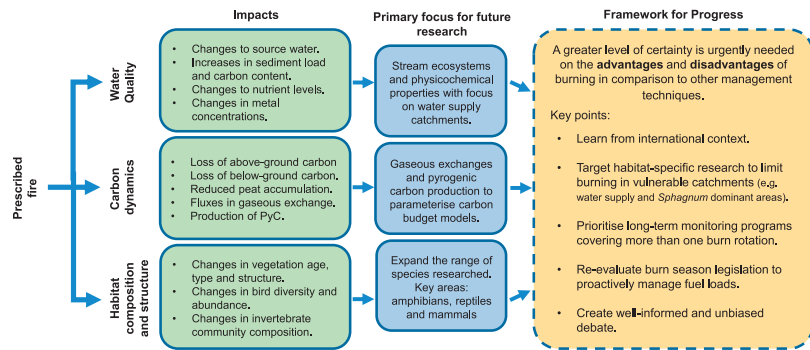 Impacts
Primary focus for future
research
Framework for Progress
Prescribed
fire
Water
Quality
• Changes to source water.
• Increases in sediment load
and carbon content.
• Changes to nutrient levels.
• Changes in metal
concentrations.
Stream ecosystems
and physicochemical
properties with focus
on water supply
catchments.
Carbon
dynamics
• Loss of above-ground carbon
• Loss of below-ground carbon.
• Reduced peat accumulation.
• Fluxes in gaseous exchange.
• Production of PyC.
Gaseous exchanges
and pyrogenic
carbon production to
parameterise carbon
budget models.
Habitat
composition
and structure
• Changes in vegetation age,
type and structure.
• Changes in bird diversity and
abundance.
• Changes in invertebrate
community composition.
Expand the range of
species researched.
Key areas:
amphibians, reptiles
and mammals
A greater level of certainty is urgently needed
on the advantages and disadvantages of
burning in comparison to other management
techniques.
Key points:
• Learn from international context.
• Target habitat-specific research to limit
burning in vulnerable catchments (e.g.
water supply and Sphagnum dominant areas).
• Prioritise long-term monitoring programs
covering more than one burn rotation.
• Re-evaluate burn season legislation to
proactively manage fuel loads.
• Create well-informed and unbiased
debate.